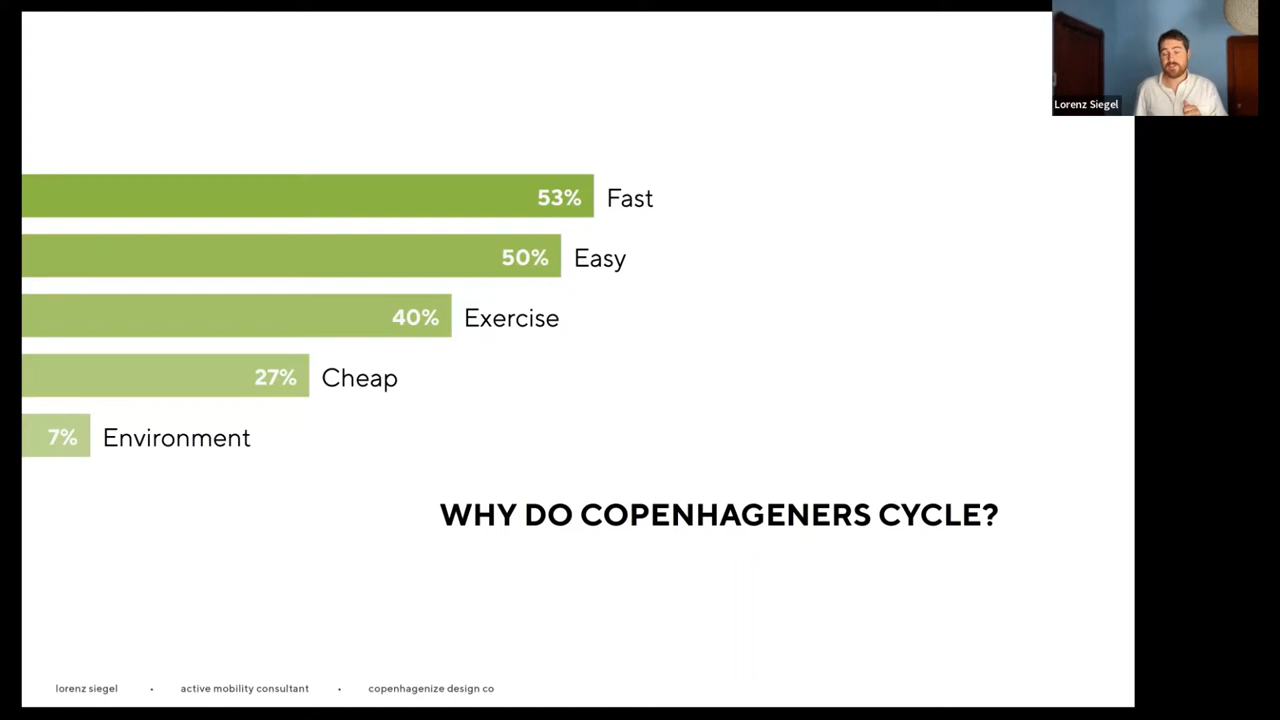 Lorenz Siegel
53% Fast
50% Easy
40% Exercise
27% Cheap
7% Environment
WHY DO COPENHAGENERS CYCLE?
lorenz siegel • active mobility consultant • copenhagenize design co